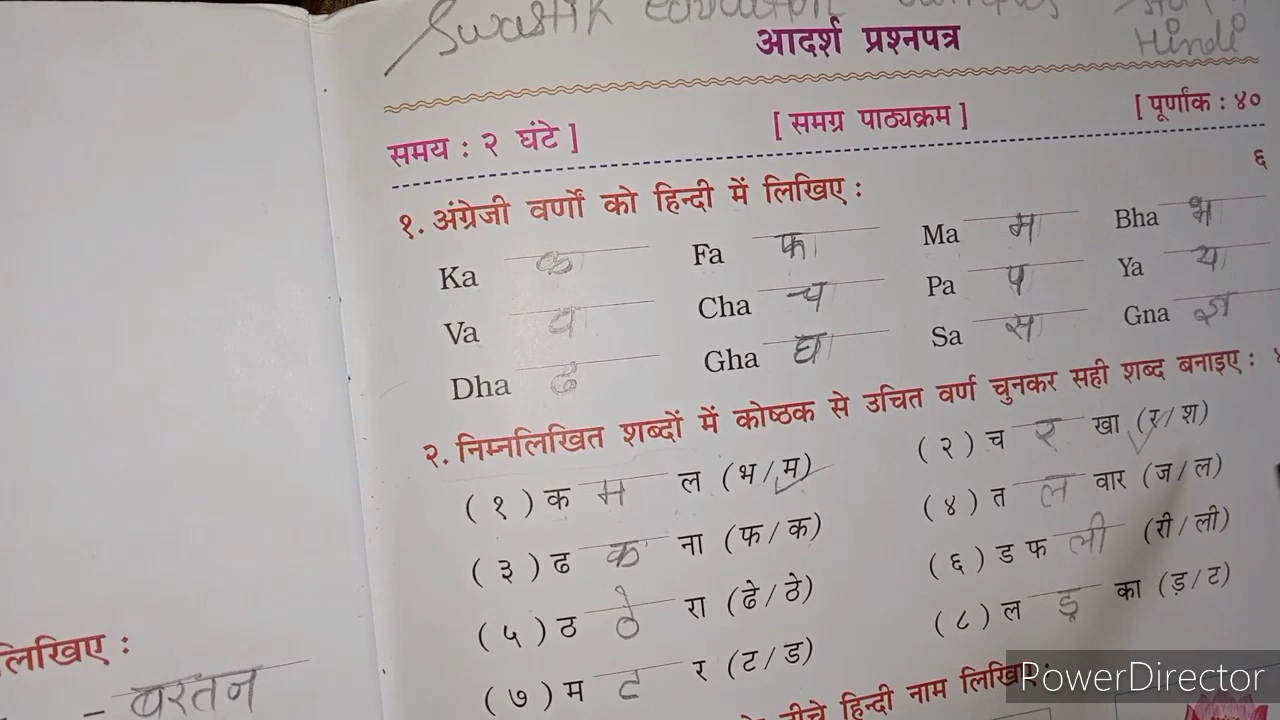 Swastik education
Hindi
आदर्श प्रश्नपत्र
समय : २ घंटे ] [ समग्र पाठ्यक्रम ] [ पूर्णांक : ४०
१. अंग्रेजी वर्णों को हिन्दी में लिखिए : ६
Ka क Fa फ Ma म Bha भ
Va व Cha च Pa प Ya य
Dha ढ Gha घ Sa स Gna ज्ञ
२. निम्नलिखित शब्दों में कोष्ठक से उचित वर्ण चुनकर सही शब्द बनाइए : ४
( १ ) क म ल (भ / म) ( २ ) च र खा (र / श)
( ३ ) ढ क ना (फ / क) ( ४ ) त ल वार (ज / ल)
( ५ ) ठ ठे रा (ढे / ठे) ( ६ ) ड फ ली (री / ली)
( ७ ) म ट र (ट / ड) ( ८ ) ल ड़ का (ड़ / ट)
नीचे हिन्दी नाम लिखिए :
लिखिए :
– बरतन
PowerDirector